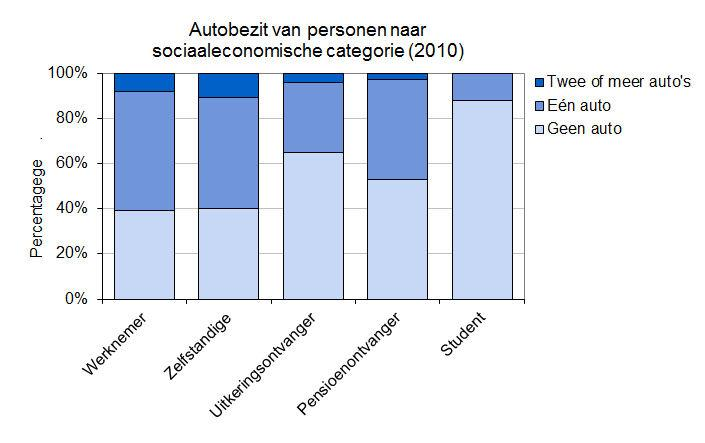 Autobezit van personen naar
sociaaleconomische categorie (2010)
100%
80%
60%
40%
20%
0%
Percentagege .
Werknemer
Zelfstandige
Uitkeringsontvanger
Pensioenontvanger
Student
Twee of meer auto's
Eén auto
Geen auto